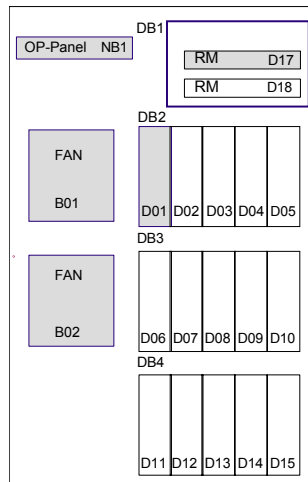 DB1
OP-Panel NB1
RM D17
RM D18
DB2
FAN
B01
D01 D02 D03 D04 D05
DB3
FAN
B02
D06 D07 D08 D09 D10
DB4
D11 D12 D13 D14 D15